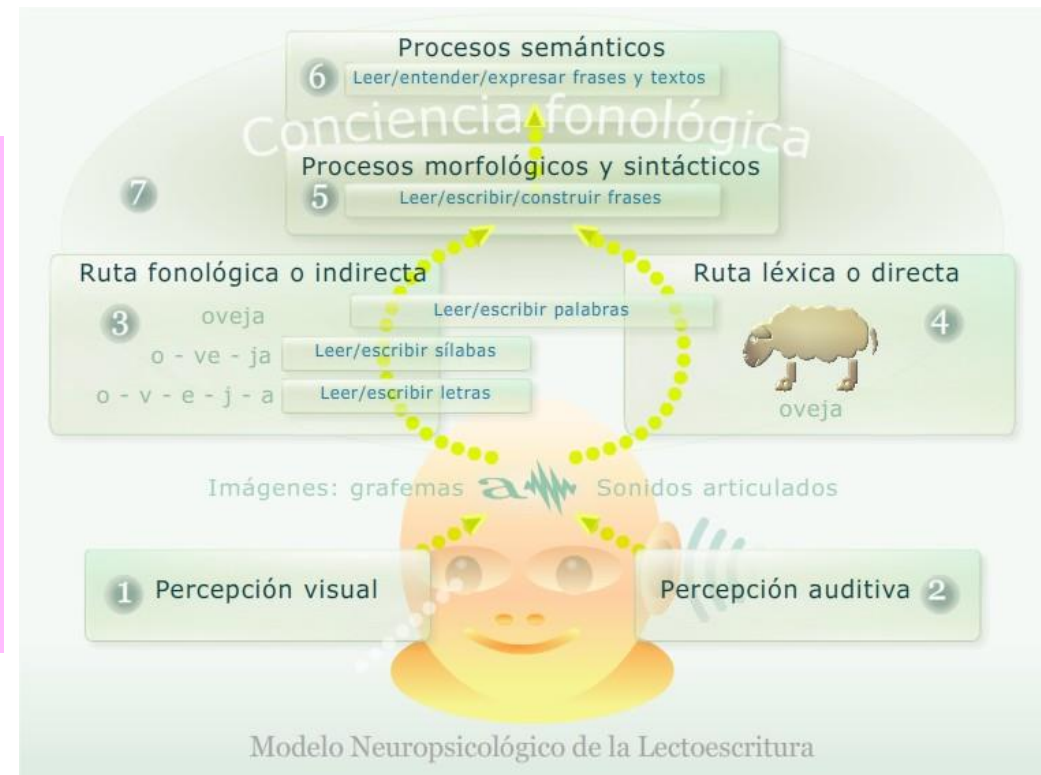 Procesos semánticos
6
Leer/entender/expresar frases y textos
Conciencia fonológica
Procesos morfológicos y sintácticos
5
Leer/escribir/construir frases
7
Ruta fonológica o indirecta
3
oveja
Leer/escribir palabras
o - ve - ja
Leer/escribir sílabas
o - v - e - j - a
Leer/escribir letras
Ruta léxica o directa
4
oveja
Imágenes: grafemas a Sonidos articulados
1 Percepción visual
Percepción auditiva 2
Modelo Neuropsicológico de la Lectoescritura